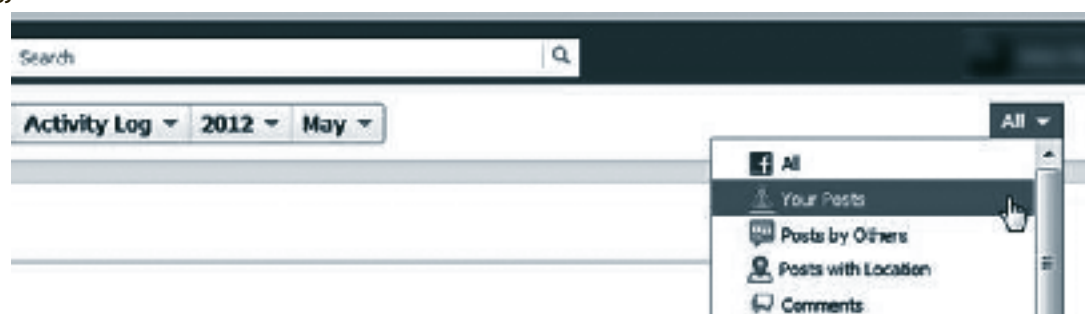 Search
Activity Log 2012 May
All
All
Your Posts
Posts by Others
Posts with Location
Comments